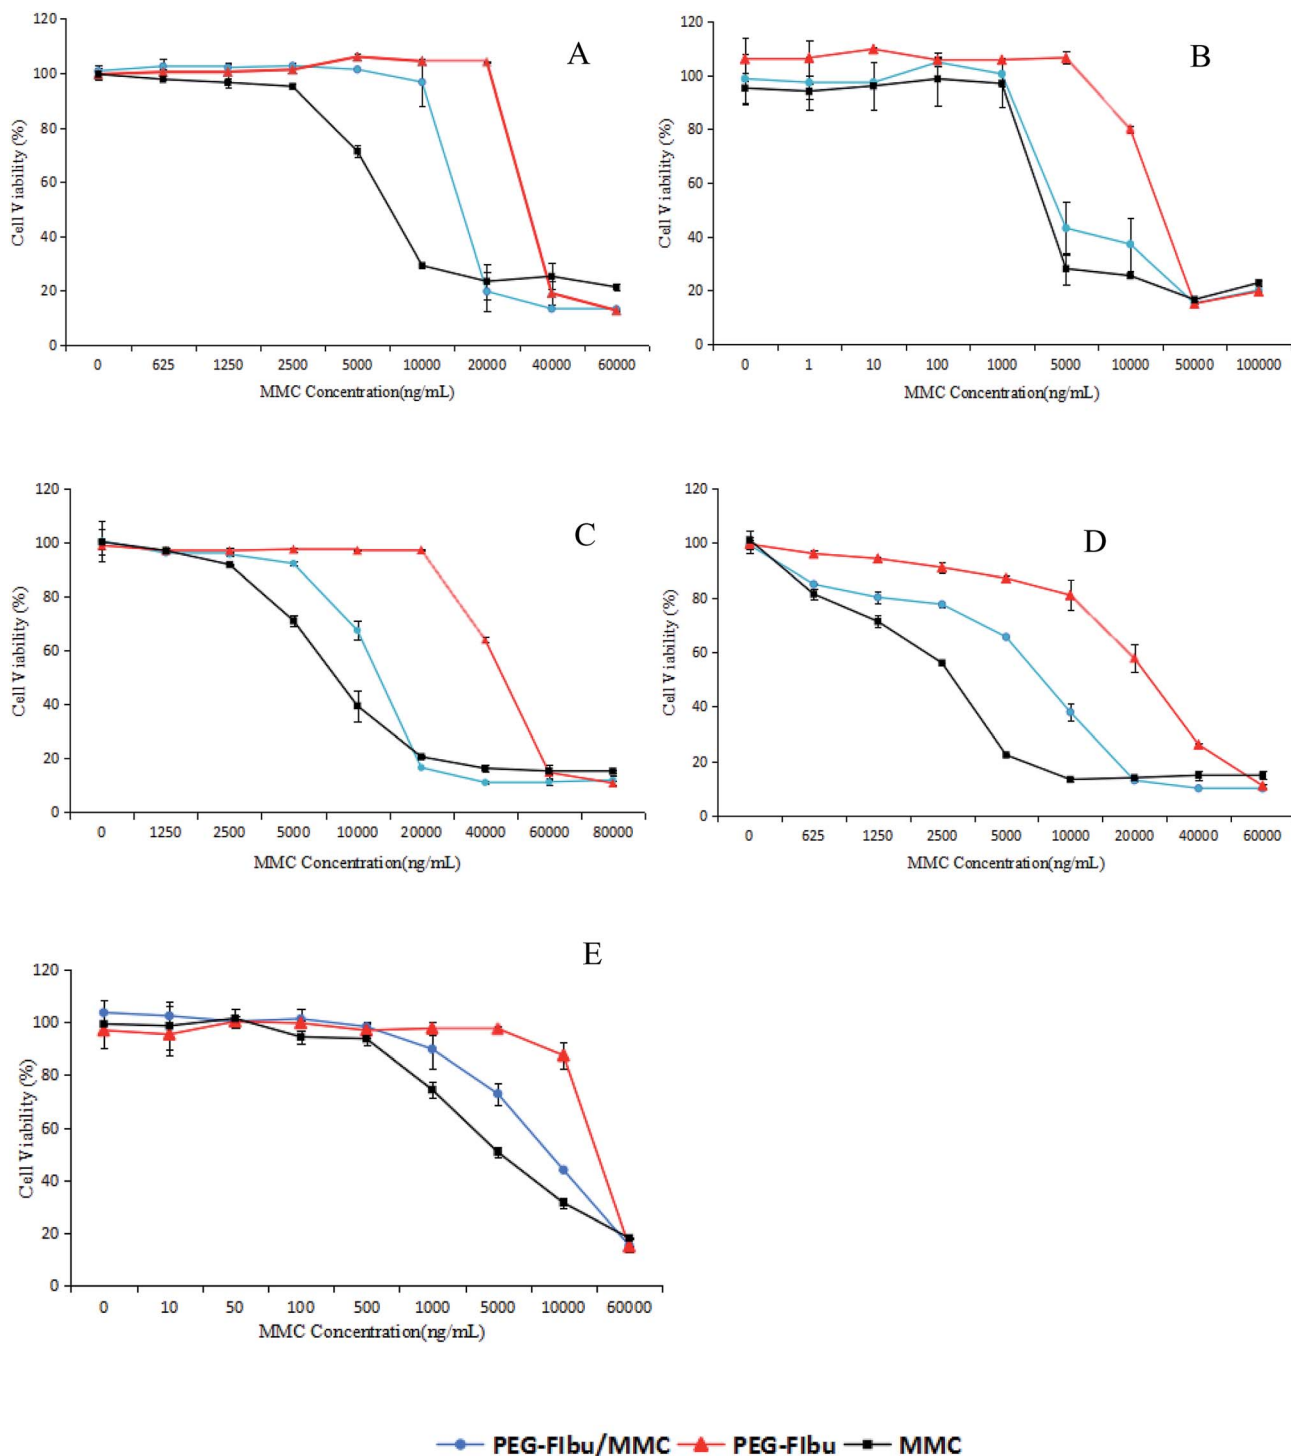 A
Cell Viability (%)
120
100
80
60
40
20
0
0 625 1250 2500 5000 10000 20000 40000 60000
MMC Concentration(ng/mL)
B
Cell Viability (%)
120
100
80
60
40
20
0
0 1 10 100 1000 5000 10000 50000 100000
MMC Concentration(ng/mL)
C
Cell Viability (%)
120
100
80
60
40
20
0
0 1250 2500 5000 10000 20000 40000 60000 80000
MMC Concentration(ng/mL)
D
Cell Viability (%)
120
100
80
60
40
20
0
0 625 1250 2500 5000 10000 20000 40000 60000
MMC Concentration(ng/mL)
E
Cell Viability (%)
120
100
80
60
40
20
0
0 10 50 100 500 1000 5000 10000 60000
MMC Concentration(ng/mL)
PEG-FIbu/MMC PEG-FIbu MMC